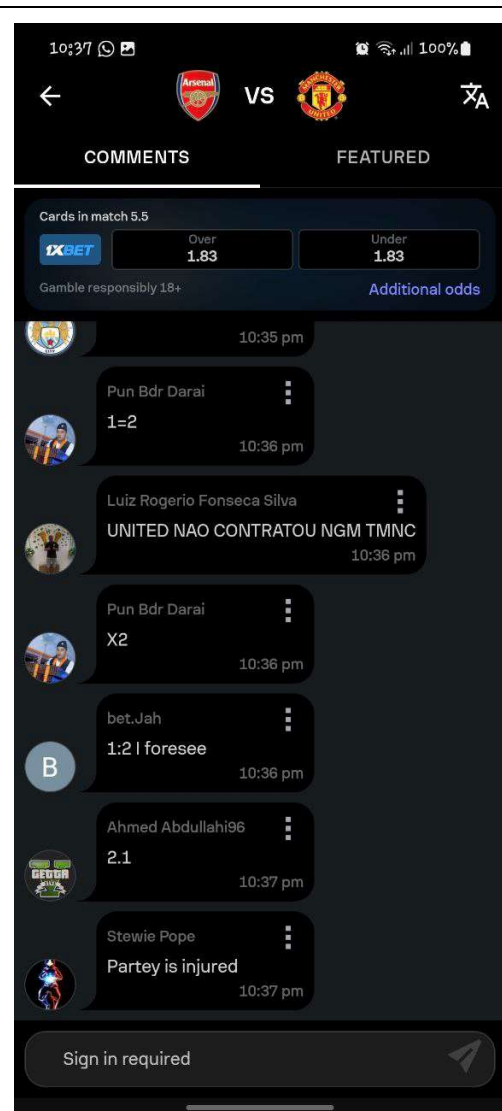 10:37
100%
Arsenal
VS
MANCHESTER
UNITED
COMMENTS
FEATURED
Cards in match 5.5
1XBET
Over
1.83
Under
1.83
Gamble responsibly 18+
Additional odds
CITY
10:35 pm
Pun Bdr Darai
1=2
10:36 pm
Luiz Rogerio Fonseca Silva
UNITED NAO CONTRATOU NGM TMNC
10:36 pm
Pun Bdr Darai
X2
10:36 pm
bet.Jah
B
1:2 I foresee
10:36 pm
Ahmed Abdullahi96
2.1
GETTA
10:37 pm
Stewie Pope
Partey is injured
10:37 pm
Sign in required